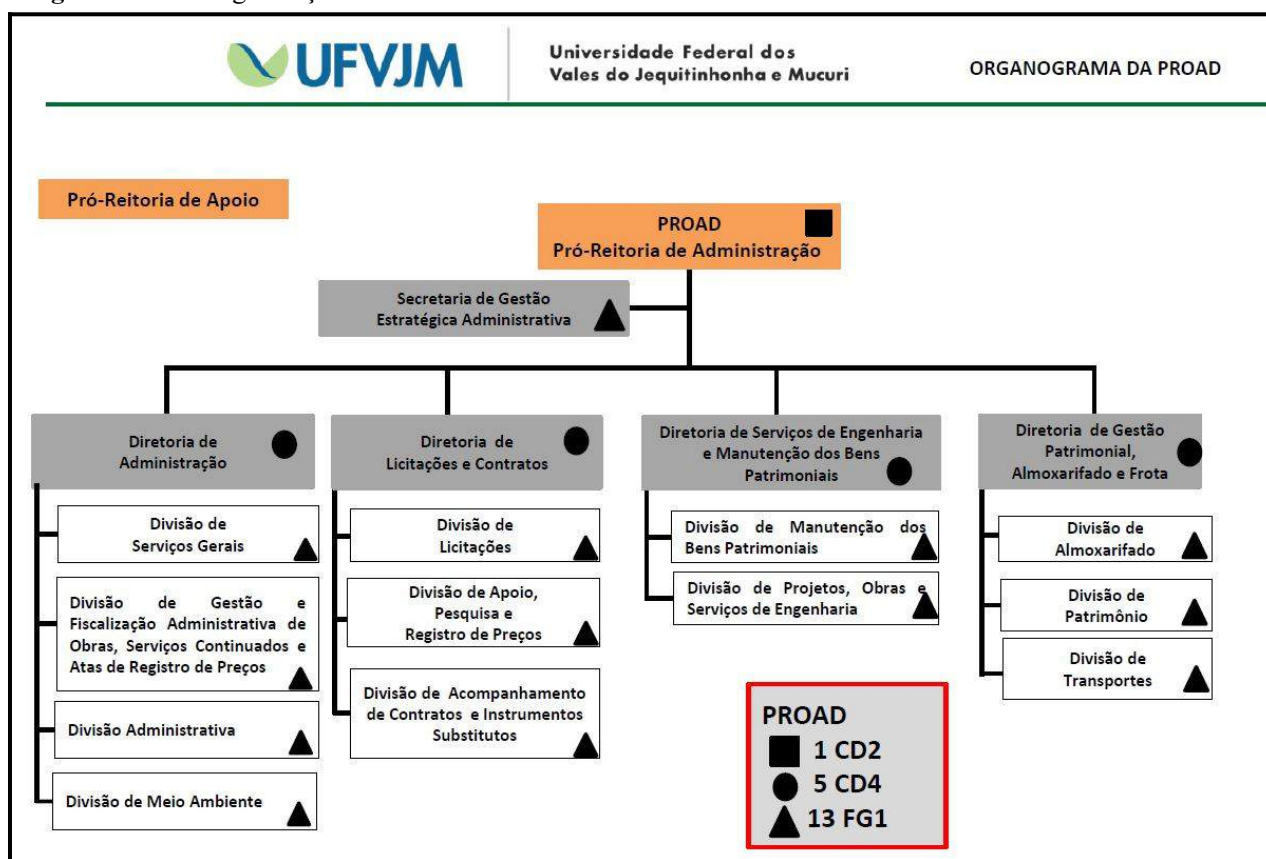 UFVJM
Universidade Federal dos
Vales do Jequitinhonha e Mucuri
ORGANOGRAMA DA PROAD
Pró-Reitoria de Apoio
PROAD
Pró-Reitoria de Administração
Secretaria de Gestão
Estratégica Administrativa
Diretoria de
Administração
Divisão de
Serviços Gerais
Divisão de Gestão e
Fiscalização Administrativa de
Obras, Serviços Continuados e
Atas de Registro de Preços
Divisão Administrativa
Divisão de Meio Ambiente
Diretoria de
Licitações e Contratos
Divisão de
Licitações
Divisão de Apoio,
Pesquisa e
Registro de Preços
Divisão de Acompanhamento
de Contratos e Instrumentos
Substitutos
Diretoria de Serviços de Engenharia
e Manutenção dos Bens
Patrimoniais
Divisão de Manutenção dos
Bens Patrimoniais
Divisão de Projetos, Obras e
Serviços de Engenharia
Diretoria de Gestão
Patrimonial,
Almoxarifado e Frota
Divisão de
Almoxarifado
Divisão de
Patrimônio
Divisão de
Transportes
PROAD
1 CD2
5 CD4
13 FG1